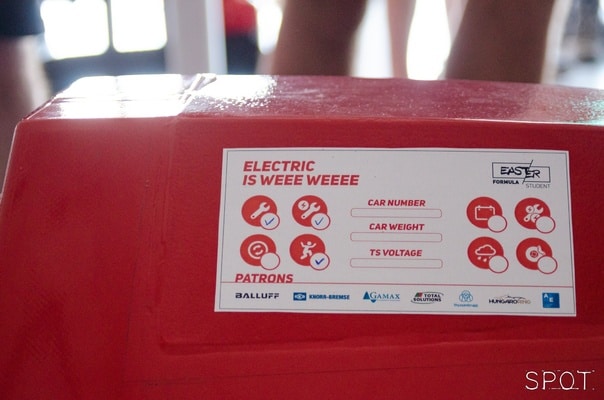 ELECTRIC
IS WEEE WEEEE
EASTER
FORMULA
STUDENT
CAR NUMBER
CAR WEIGHT
TS VOLTAGE
PATRONS
BALLUFF
KNORR-BREMSE
GAMAX
TOTAL
SOLUTIONS
HUNGARORING
S.P.O.T.